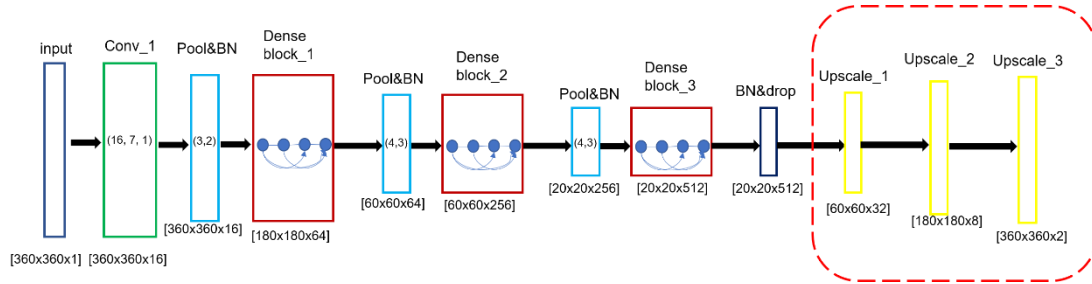 input
Conv_1
Pool&BN
Dense
block_1
Pool&BN
Dense
block_2
Pool&BN
Dense
block_3
BN&drop
Upscale_1
Upscale_2
Upscale_3
(16, 7, 1)
(3,2)
(4,3)
(4,3)
[360x360x1]
[360x360x16]
[360x360x16]
[180x180x64]
[60x60x64]
[60x60x256]
[20x20x256]
[20x20x512]
[20x20x512]
[60x60x32]
[180x180x8]
[360x360x2]